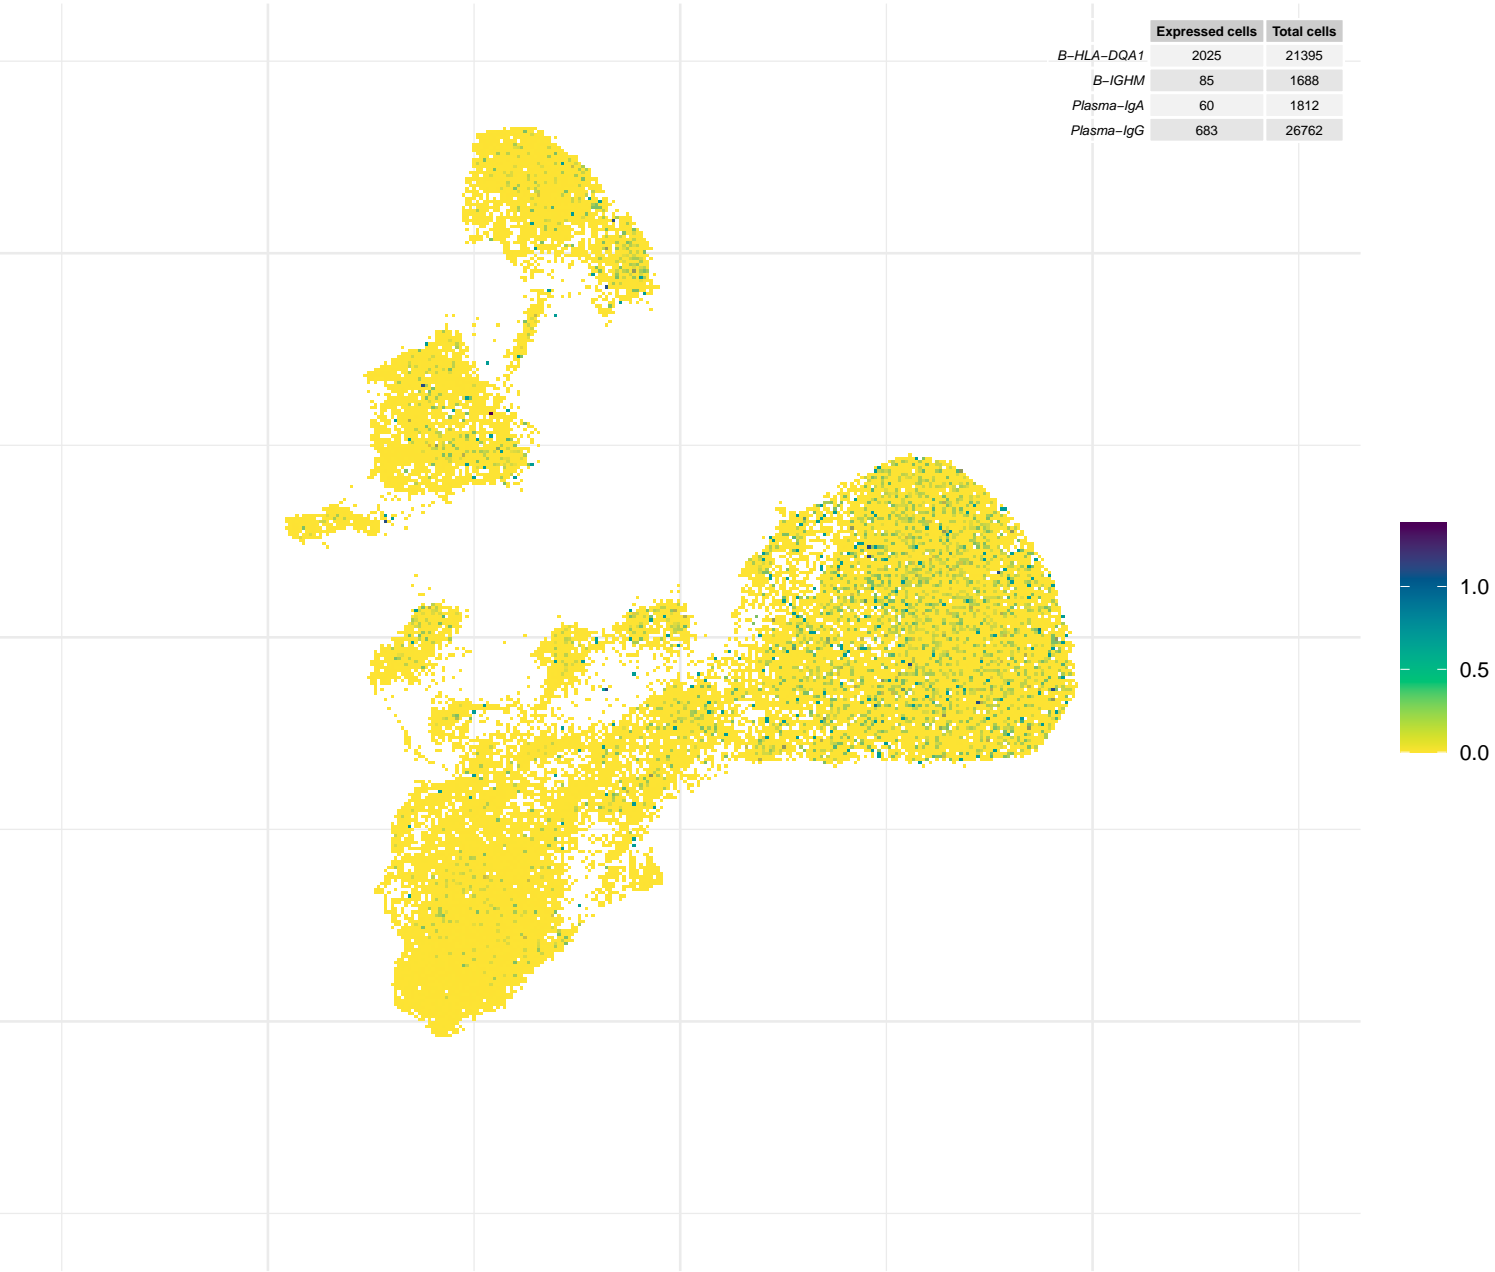 Expressed cells Total cells
B−HLA−DQA1 2025 21395
B−IGHM 85 1688
Plasma−IgA 60 1812
Plasma−IgG 683 26762
1.0
0.5
0.0